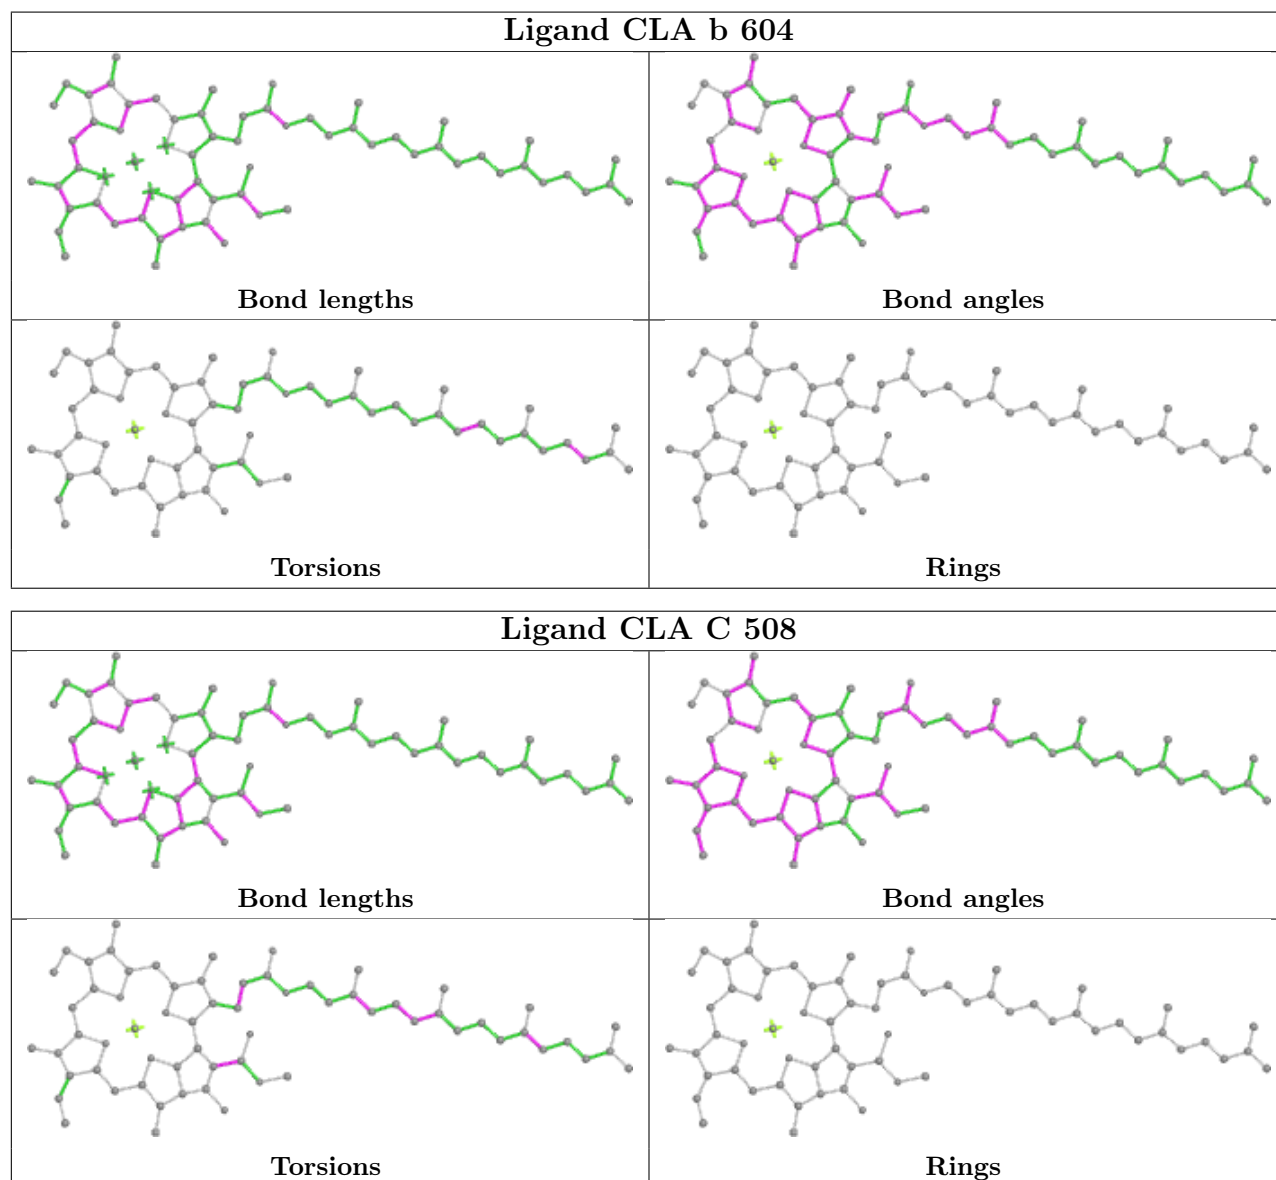 Ligand CLA b 604
Bond lengths
Bond angles
Torsions
Rings
Ligand CLA C 508
Bond lengths
Bond angles
Torsions
Rings